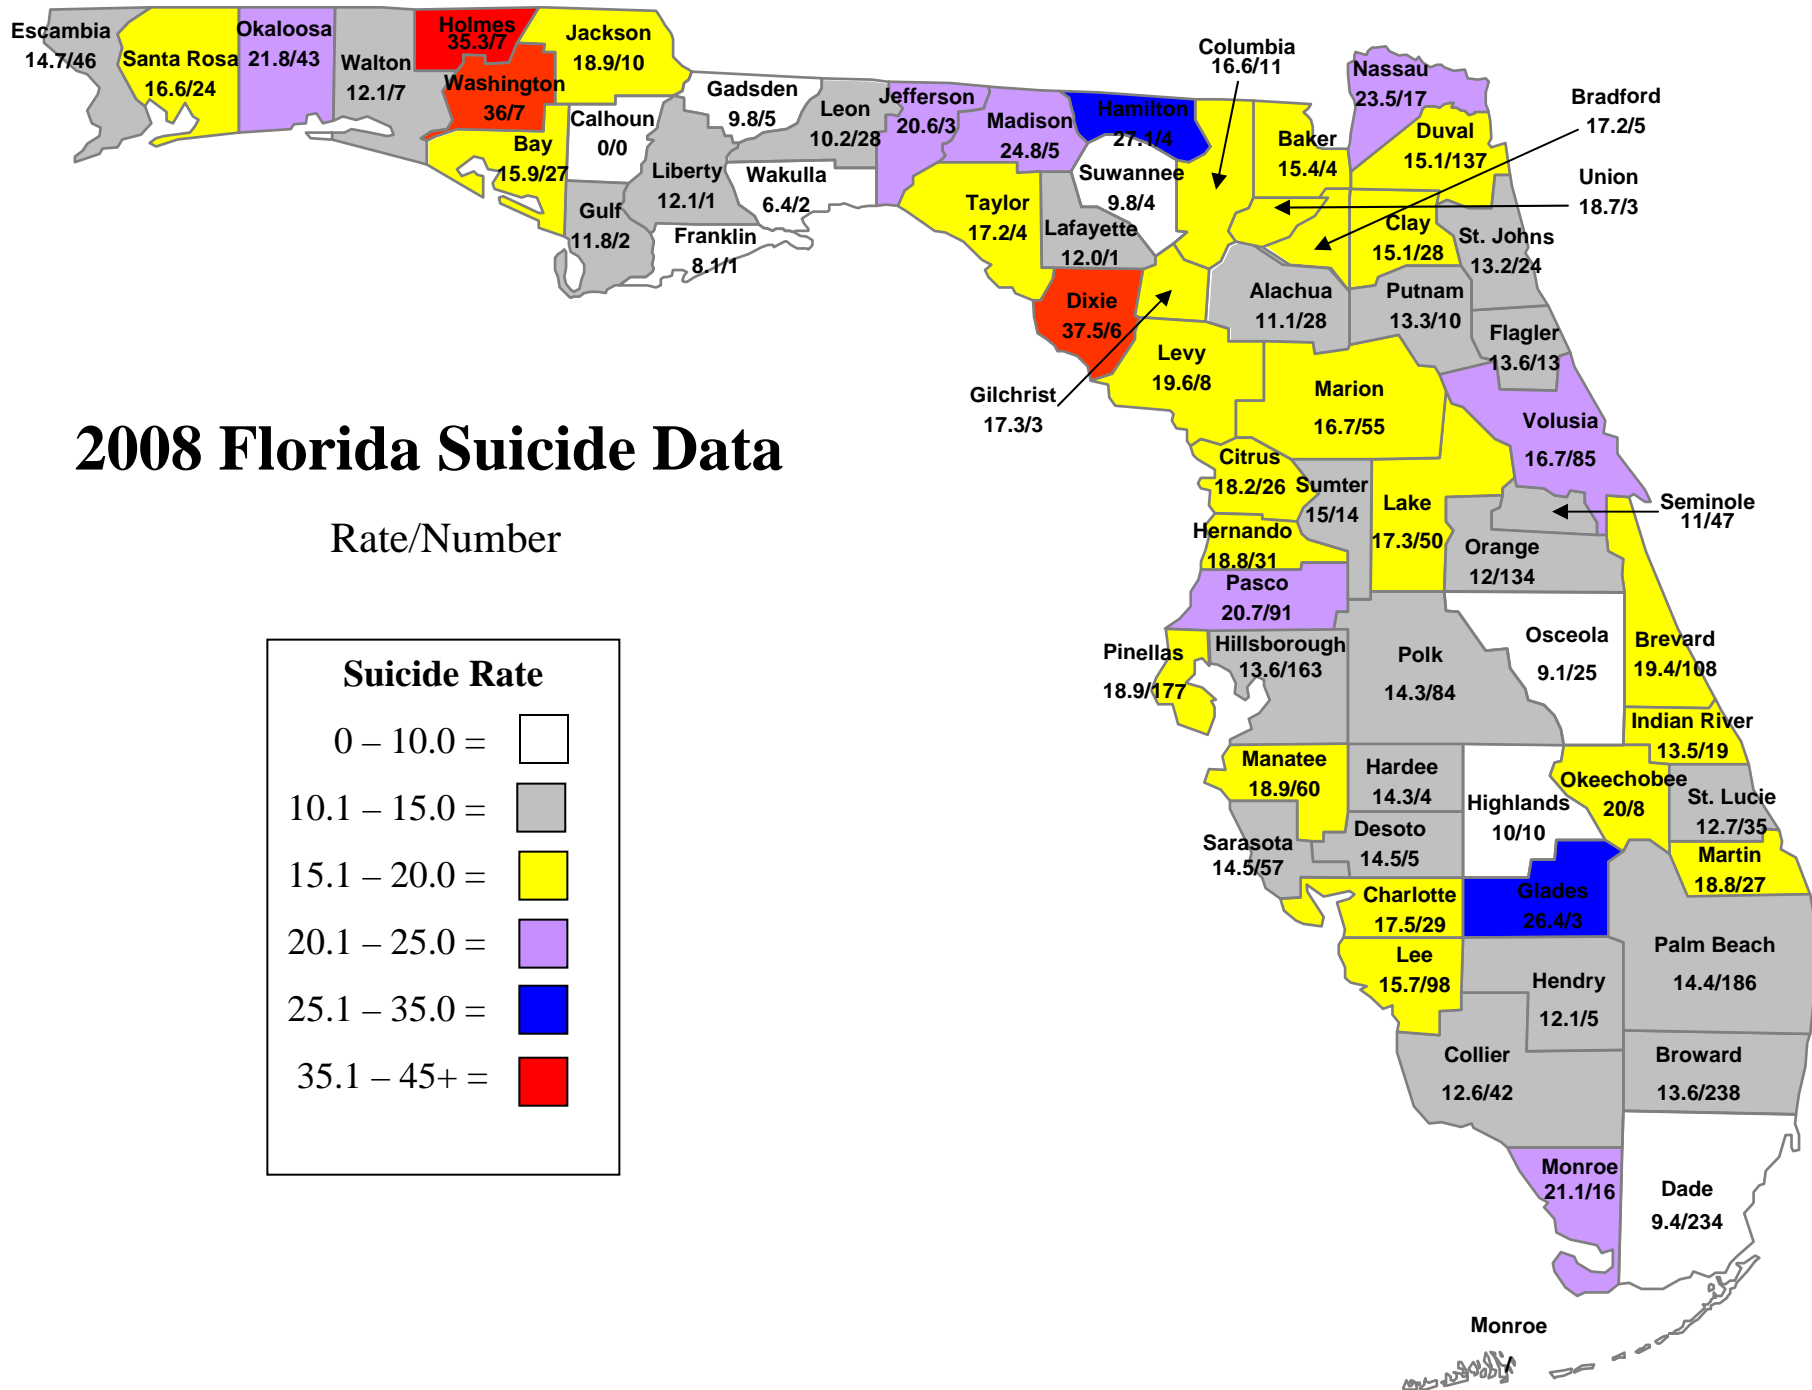 Escambia
14.7/46
Santa Rosa
16.6/24
Okaloosa
21.8/43
Walton
12.1/7
Holmes
35.3/7
Washington
36/7
Jackson
18.9/10
Bay
15.9/27
Calhoun
0/0
Gulf
11.8/2
Gadsden
9.8/5
Liberty
12.1/1
Franklin
8.1/1
Leon
10.2/28
Wakulla
6.4/2
Jefferson
20.6/3
Madison
24.8/5
Taylor
17.2/4
Hamilton
27.1/4
Suwannee
9.8/4
Lafayette
12.0/1
Dixie
37.5/6
Columbia
16.6/11
Gilchrist
17.3/3
Levy
19.6/8
Baker
15.4/4
Nassau
23.5/17
Duval
15.1/137
Bradford
17.2/5
Union
18.7/3
Clay
15.1/28
St. Johns
13.2/24
Alachua
11.1/28
Putnam
13.3/10
Flagler
13.6/13
Marion
16.7/55
Volusia
16.7/85
Citrus
18.2/26
Sumter
15/14
Lake
17.3/50
Seminole
11/47
Orange
12/134
Hernando
18.8/31
Pasco
20.7/91
Pinellas
18.9/177
Hillsborough
13.6/163
Polk
14.3/84
Osceola
9.1/25
Brevard
19.4/108
Indian River
13.5/19
Manatee
18.9/60
Hardee
14.3/4
Highlands
10/10
Okeechobee
20/8
St. Lucie
12.7/35
Sarasota
14.5/57
Desoto
14.5/5
Martin
18.8/27
Charlotte
17.5/29
Glades
26.4/3
Palm Beach
14.4/186
Lee
15.7/98
Hendry
12.1/5
Collier
12.6/42
Broward
13.6/238
Monroe
21.1/16
Dade
9.4/234
Monroe
2008 Florida Suicide Data
Rate/Number
Suicide Rate
0 – 10.0 =
10.1 – 15.0 =
15.1 – 20.0 =
20.1 – 25.0 =
25.1 – 35.0 =
35.1 – 45+ =